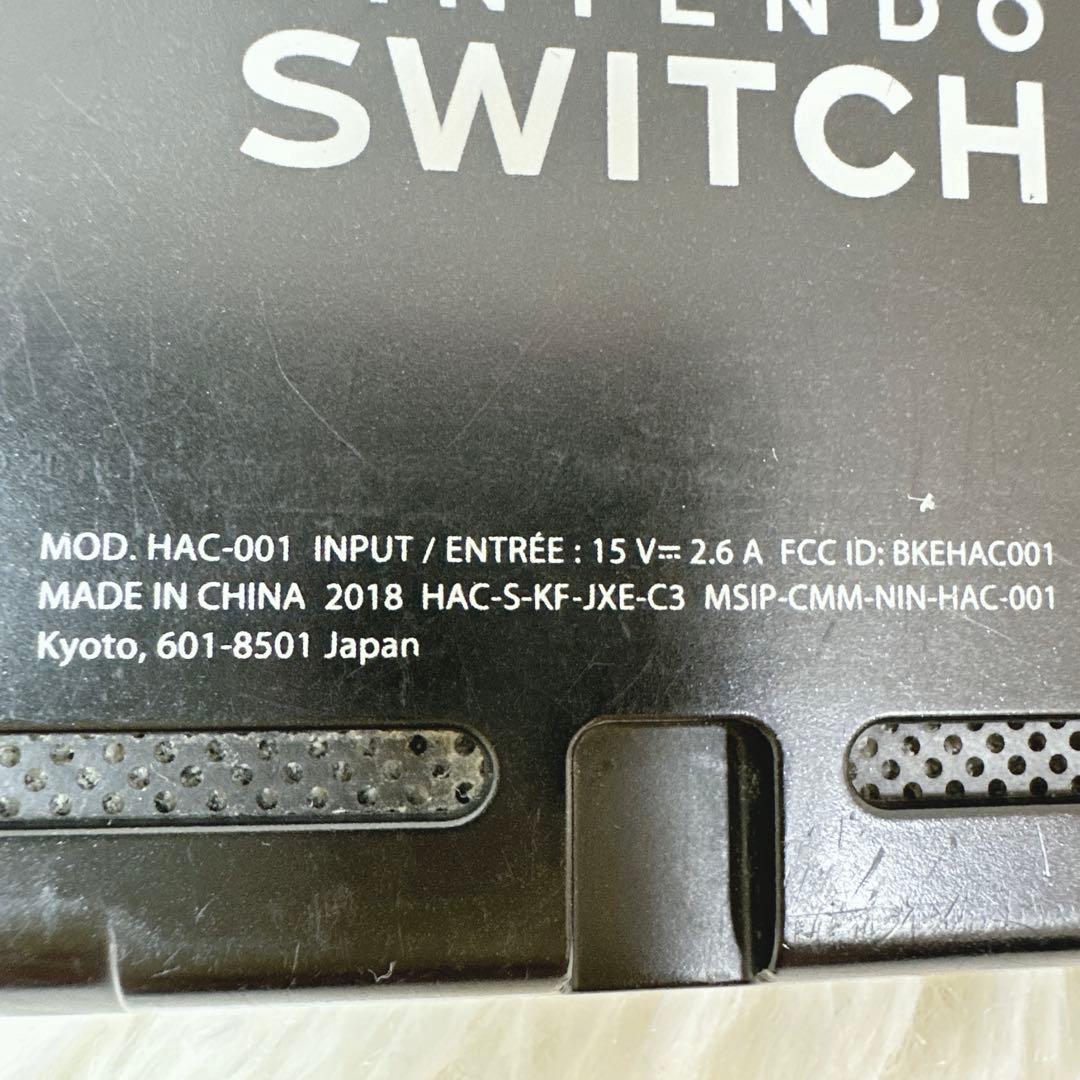 NINTENDO
SWITCH
MOD. HAC-001 INPUT / ENTRÉE : 15 V⎓ 2.6 A FCC ID: BKEHAC001
MADE IN CHINA 2018 HAC-S-KF-JXE-C3 MSIP-CMM-NIN-HAC-001
Kyoto, 601-8501 Japan